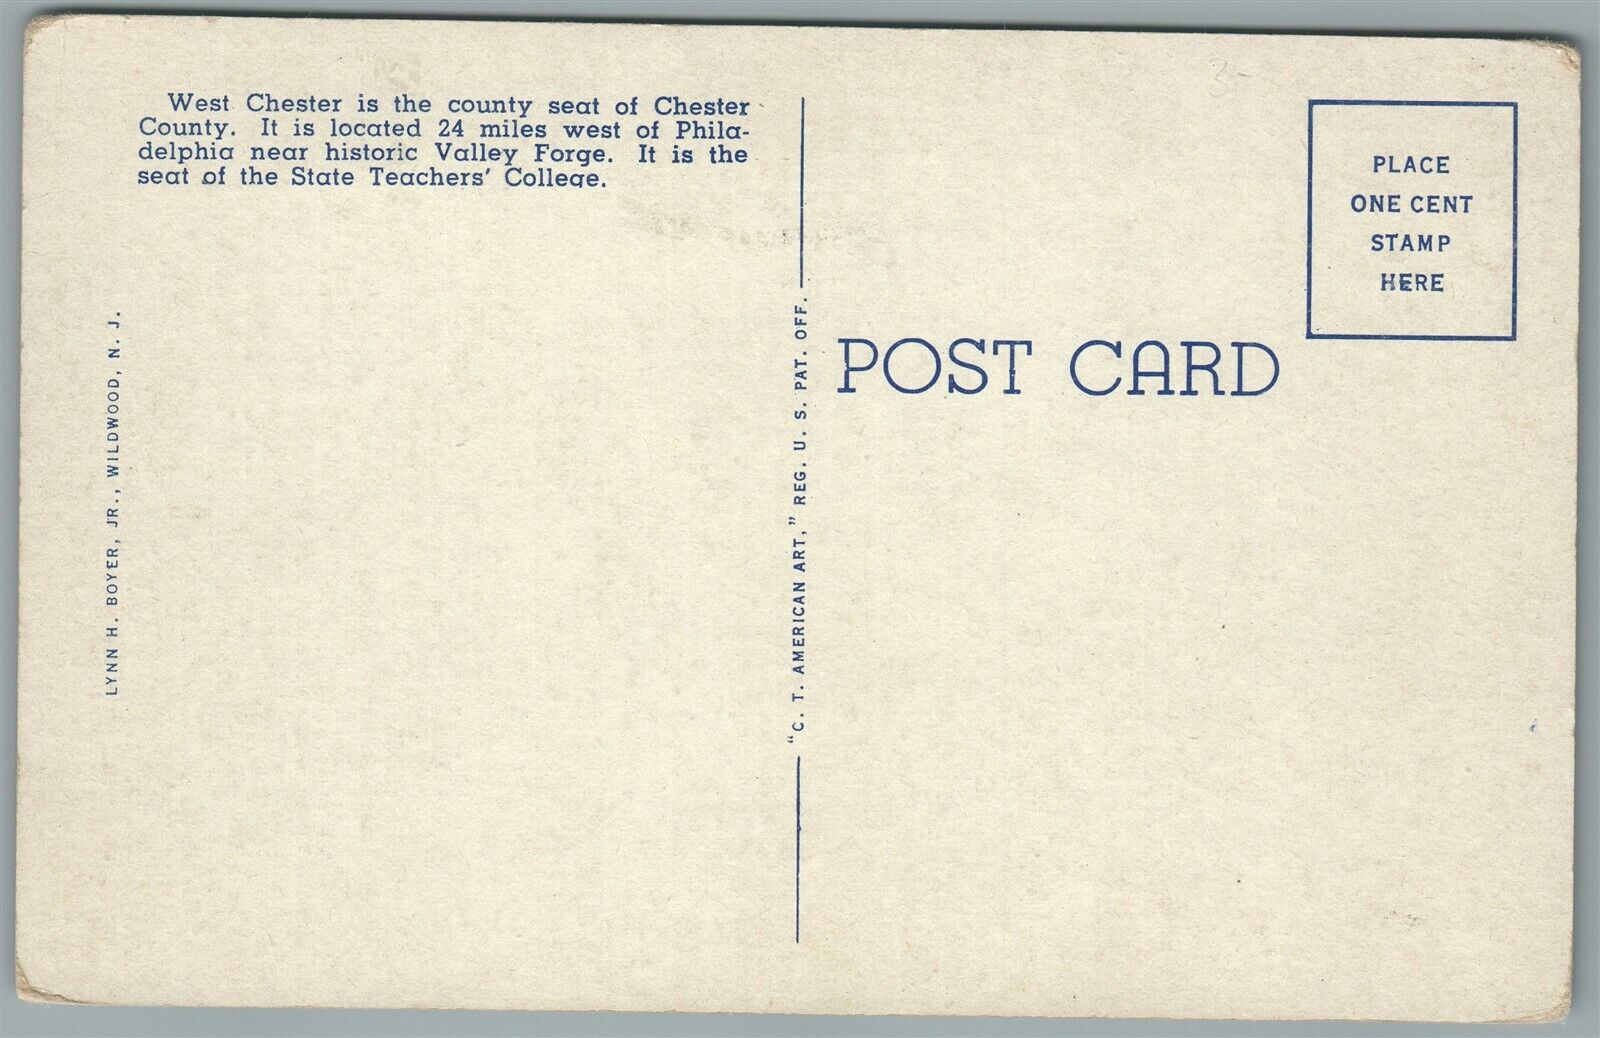 West Chester is the county seat of Chester
County. It is located 24 miles west of Phila-
delphia near historic Valley Forge. It is the
seat of the State Teachers' College.
LYNN H. BOYER, JR., WILDWOOD, N. J.
"C. T. AMERICAN ART," REG. U. S. PAT. OFF.
POST CARD
PLACE
ONE CENT
STAMP
HERE
3-